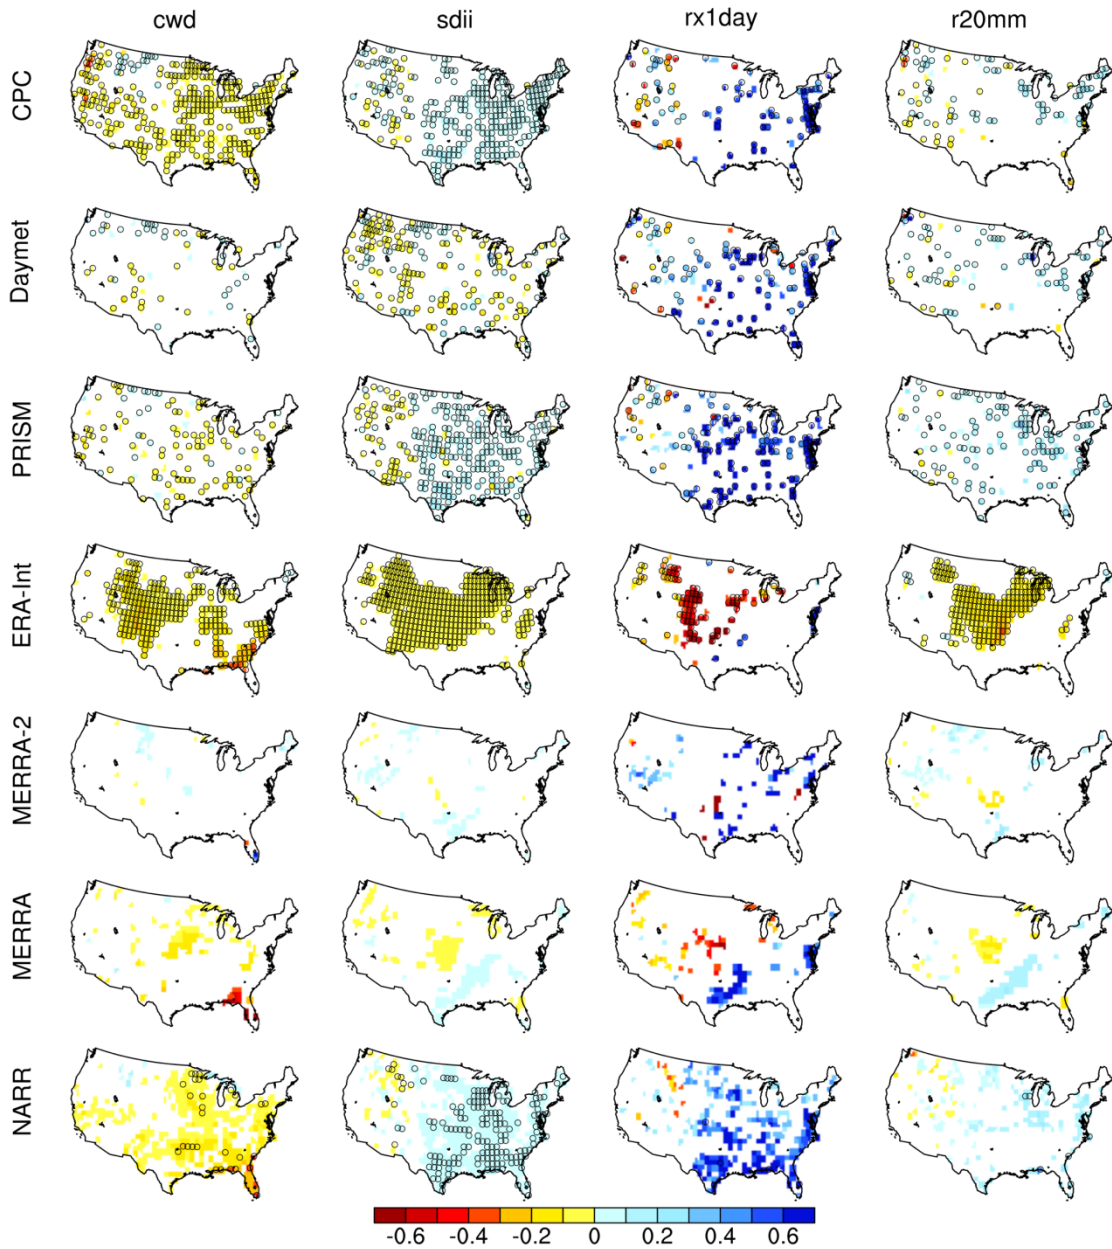 cwd sdii rx1day r20mm
CPC
Daymet
PRISM
ERA-Int
MERRA-2
MERRA
NARR
-0.6 -0.4 -0.2 0 0.2 0.4 0.6